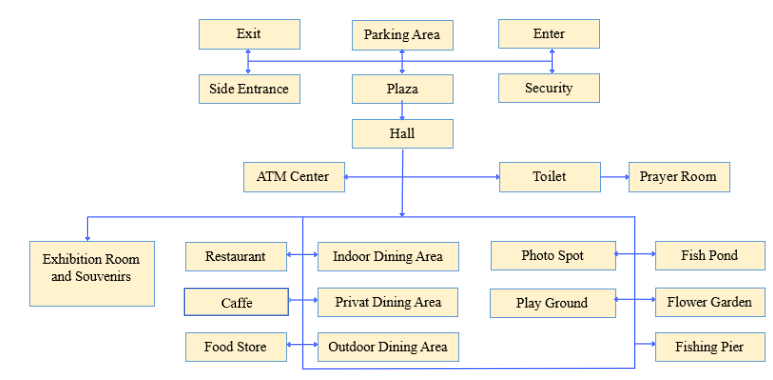 Exit
Parking Area
Enter
Side Entrance
Plaza
Security
Hall
ATM Center
Toilet
Prayer Room
Exhibition Room
and Souvenirs
Restaurant
Indoor Dining Area
Photo Spot
Fish Pond
Caffe
Privat Dining Area
Play Ground
Flower Garden
Food Store
Outdoor Dining Area
Fishing Pier